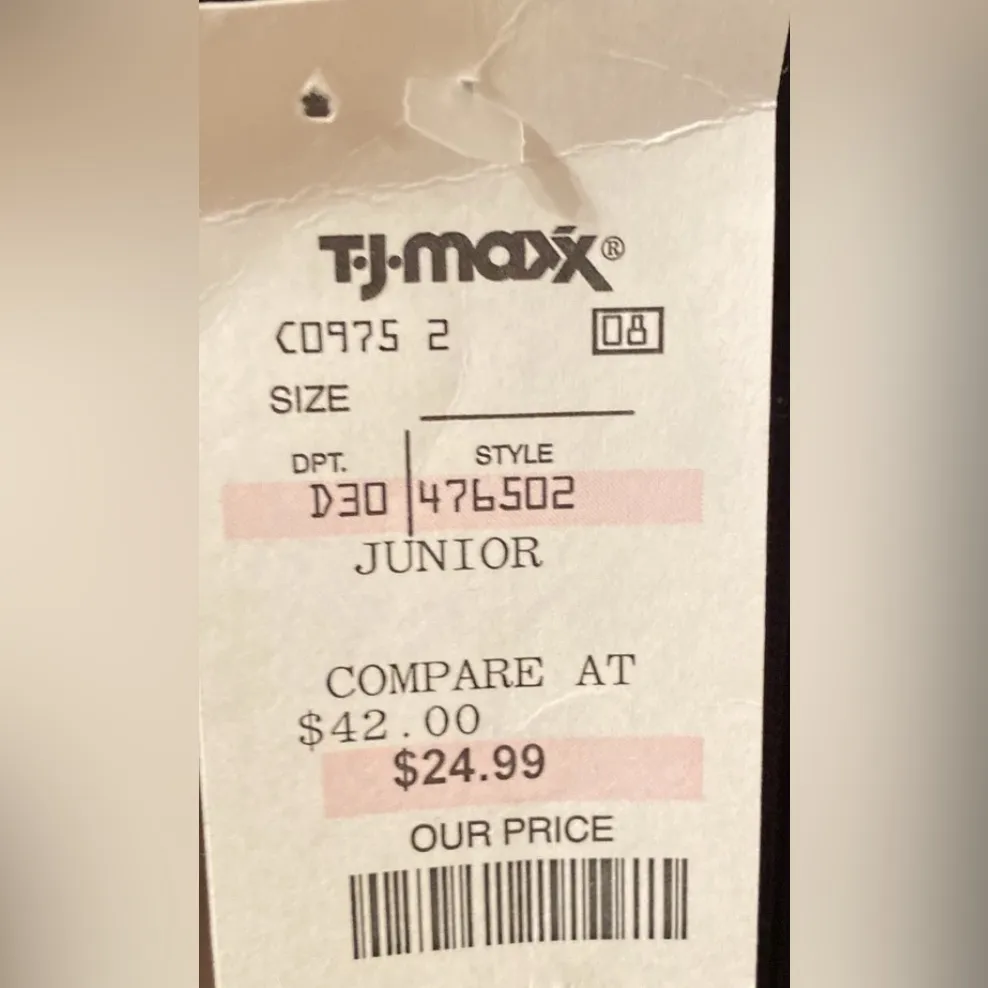 T·J·maxx®
C0975 2 08
SIZE
DPT. STYLE
D30 476502
JUNIOR
COMPARE AT
$42.00
$24.99
OUR PRICE